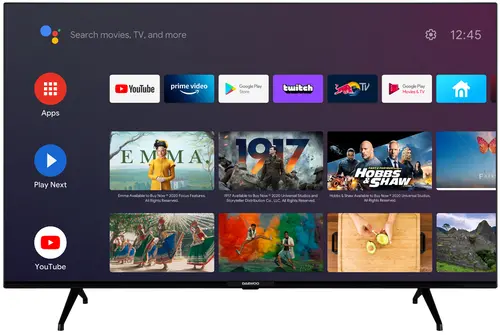 Search movies, TV, and more
12:45
Apps
YouTube
prime video
Google Play
Store
twitch
Red Bull
TV
Google Play
Movies & TV
Play Next
EMMA.
Emma Available to Buy Now © 2020 Focus Features.
All Rights Reserved.
1917
1917 Available to Buy Now © 2020 Universal Studios and
Storyteller Distribution Co., LLC. All Rights Reserved.
HOBBS
& SHAW
Hobbs & Shaw Available to Buy Now © 2020 Universal Studios.
All Rights Reserved.
YouTube
DAEWOO